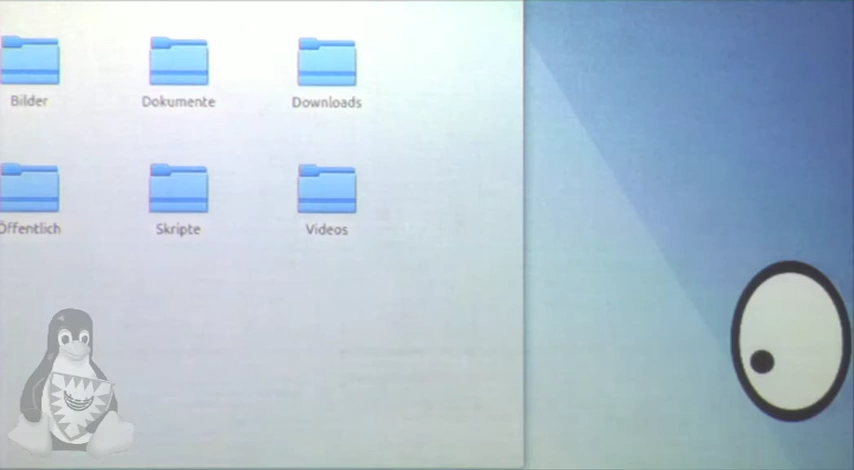 Bilder
Dokumente
Downloads
Öffentlich
Skripte
Videos